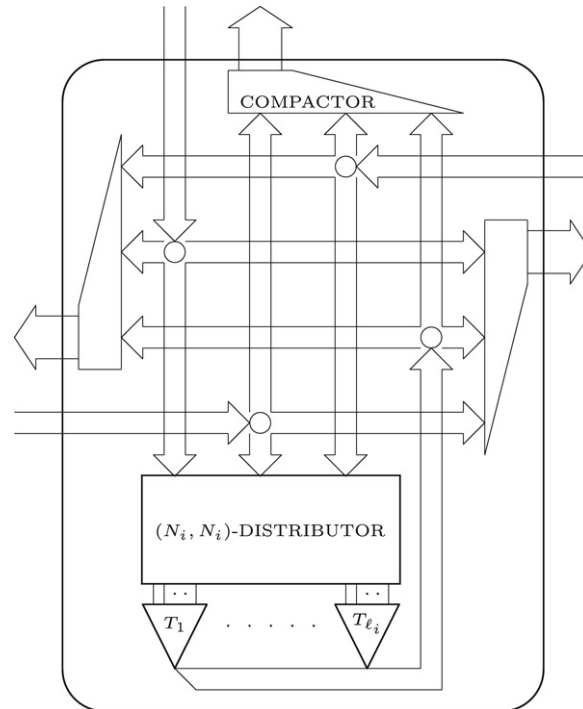 COMPACTOR
(N_i, N_i)-DISTRIBUTOR
. . . .
T_1 . . . . . T_{ℓ_i}